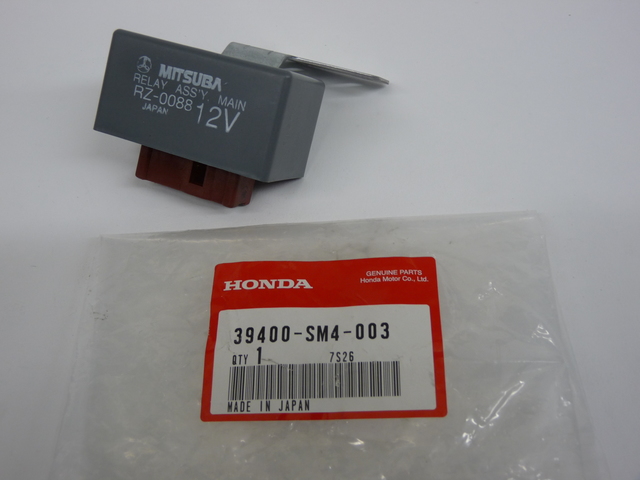 MITSUBA
RELAY ASS'Y MAIN
RZ-0088 12V
JAPAN
HONDA
GENUINE PARTS
Honda Motor Co., Ltd.
39400-SM4-003
QTY 1 7S26
MADE IN JAPAN